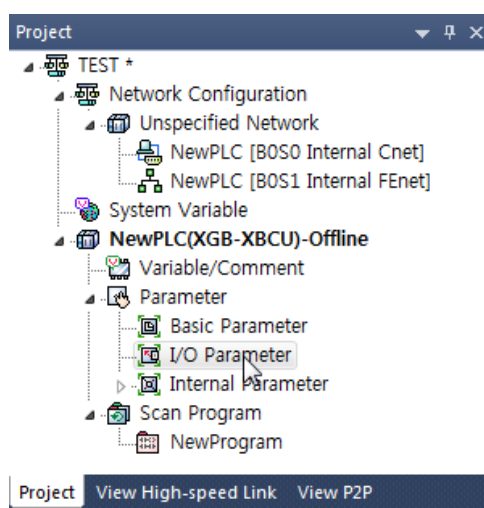 Project
TEST *
Network Configuration
Unspecified Network
NewPLC [B0S0 Internal Cnet]
NewPLC [B0S1 Internal FEnet]
System Variable
NewPLC(XGB-XBCU)-Offline
Variable/Comment
Parameter
Basic Parameter
I/O Parameter
Internal Parameter
Scan Program
NewProgram
Project View High-speed Link View P2P